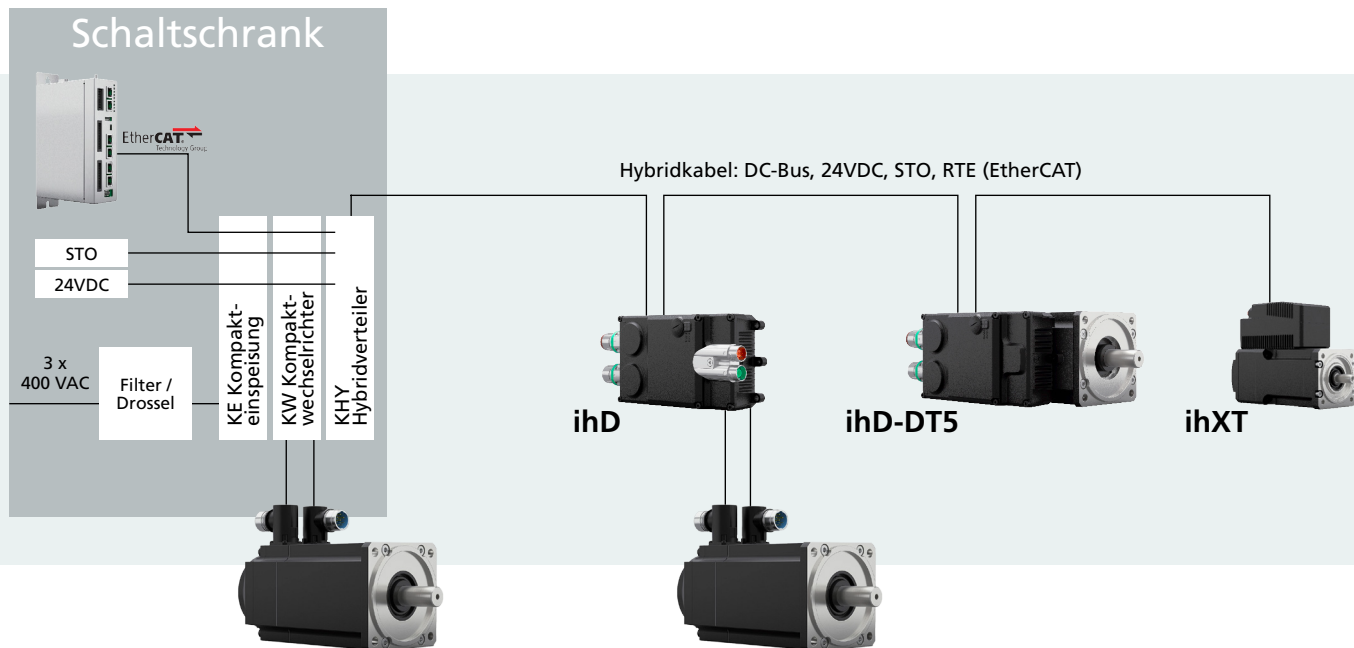 Schaltschrank
EtherCAT.
Technology Group
STO
24VDC
3 x
400 VAC
Filter /
Drossel
KE Kompakt-
einspeisung
KW Kompakt-
wechselrichter
KHY
Hybridverteiler
Hybridkabel: DC-Bus, 24VDC, STO, RTE (EtherCAT)
ihD
ihD-DT5
ihXT